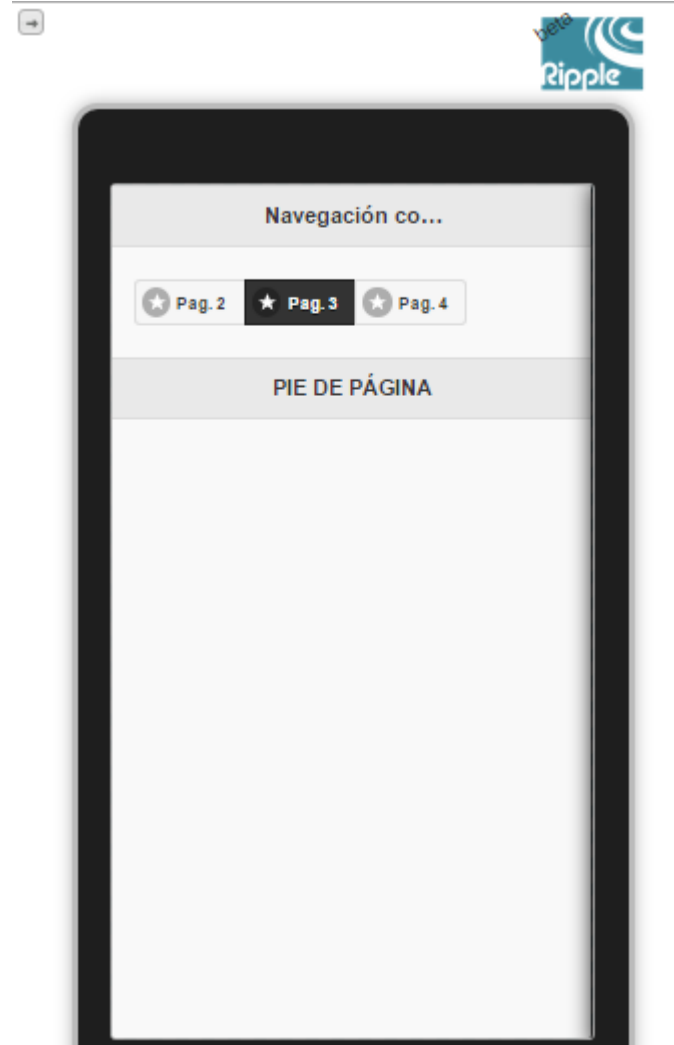 beta
Ripple
Navegación co...
Pag. 2 Pag. 3 Pag. 4
PIE DE PÁGINA